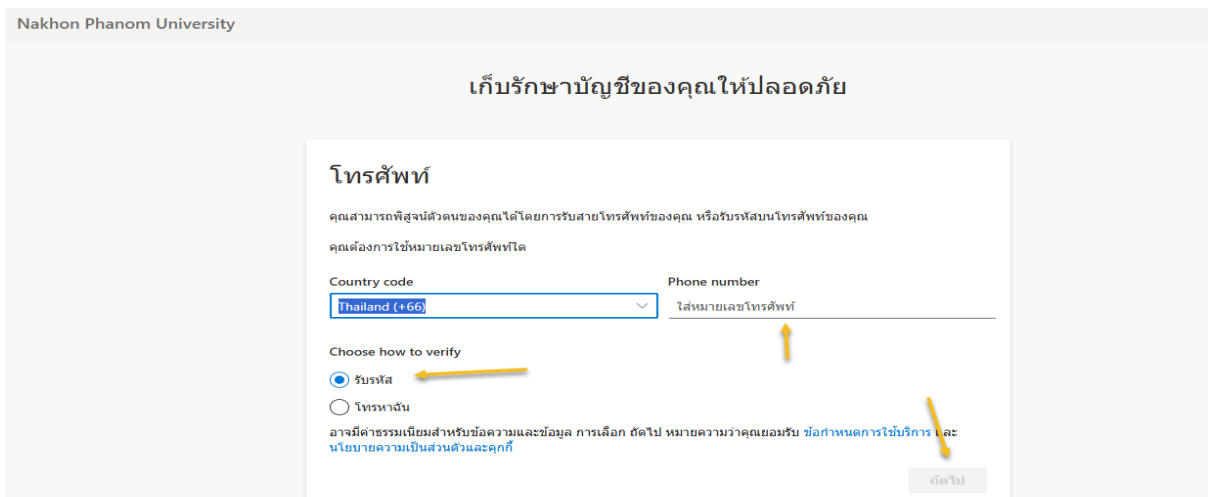 Nakhon Phanom University
เก็บรักษาบัญชีของคุณให้ปลอดภัย
โทรศัพท์
คุณสามารถพิสูจน์ตัวตนของคุณได้โดยการรับสายโทรศัพท์ของคุณ หรือรับรหัสบนโทรศัพท์ของคุณ
คุณต้องการใช้หมายเลขโทรศัพท์ใด
Country code Phone number
Thailand (+66) ใส่หมายเลขโทรศัพท์
Choose how to verify
รับรหัส
โทรหาฉัน
อาจมีค่าธรรมเนียมสำหรับข้อความและข้อมูล การเลือก ถัดไป หมายความว่าคุณยอมรับ ข้อกำหนดการใช้บริการ และ
นโยบายความเป็นส่วนตัวและคุกกี้
ถัดไป